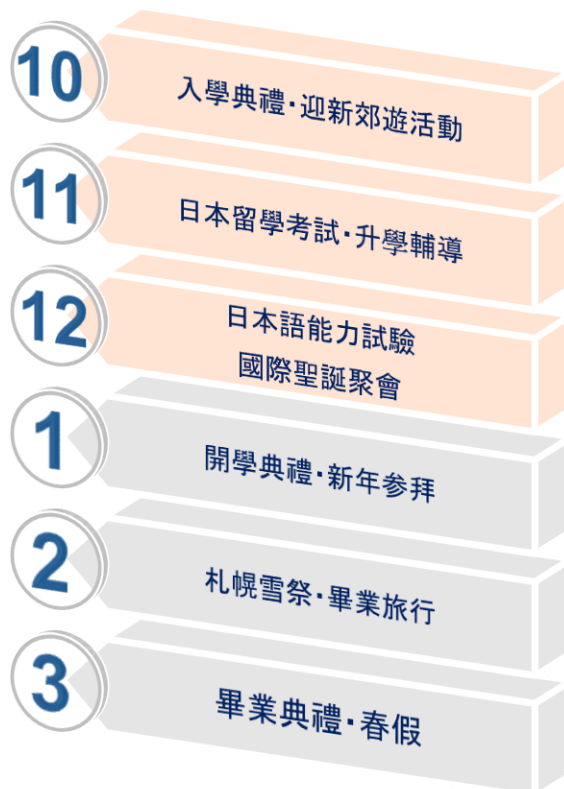 10
入學典禮・迎新郊遊活動
11
日本留學考試・升學輔導
12
日本語能力試驗
國際聖誕聚會
1
開學典禮・新年参拜
2
札幌雪祭・畢業旅行
3
畢業典禮・春假